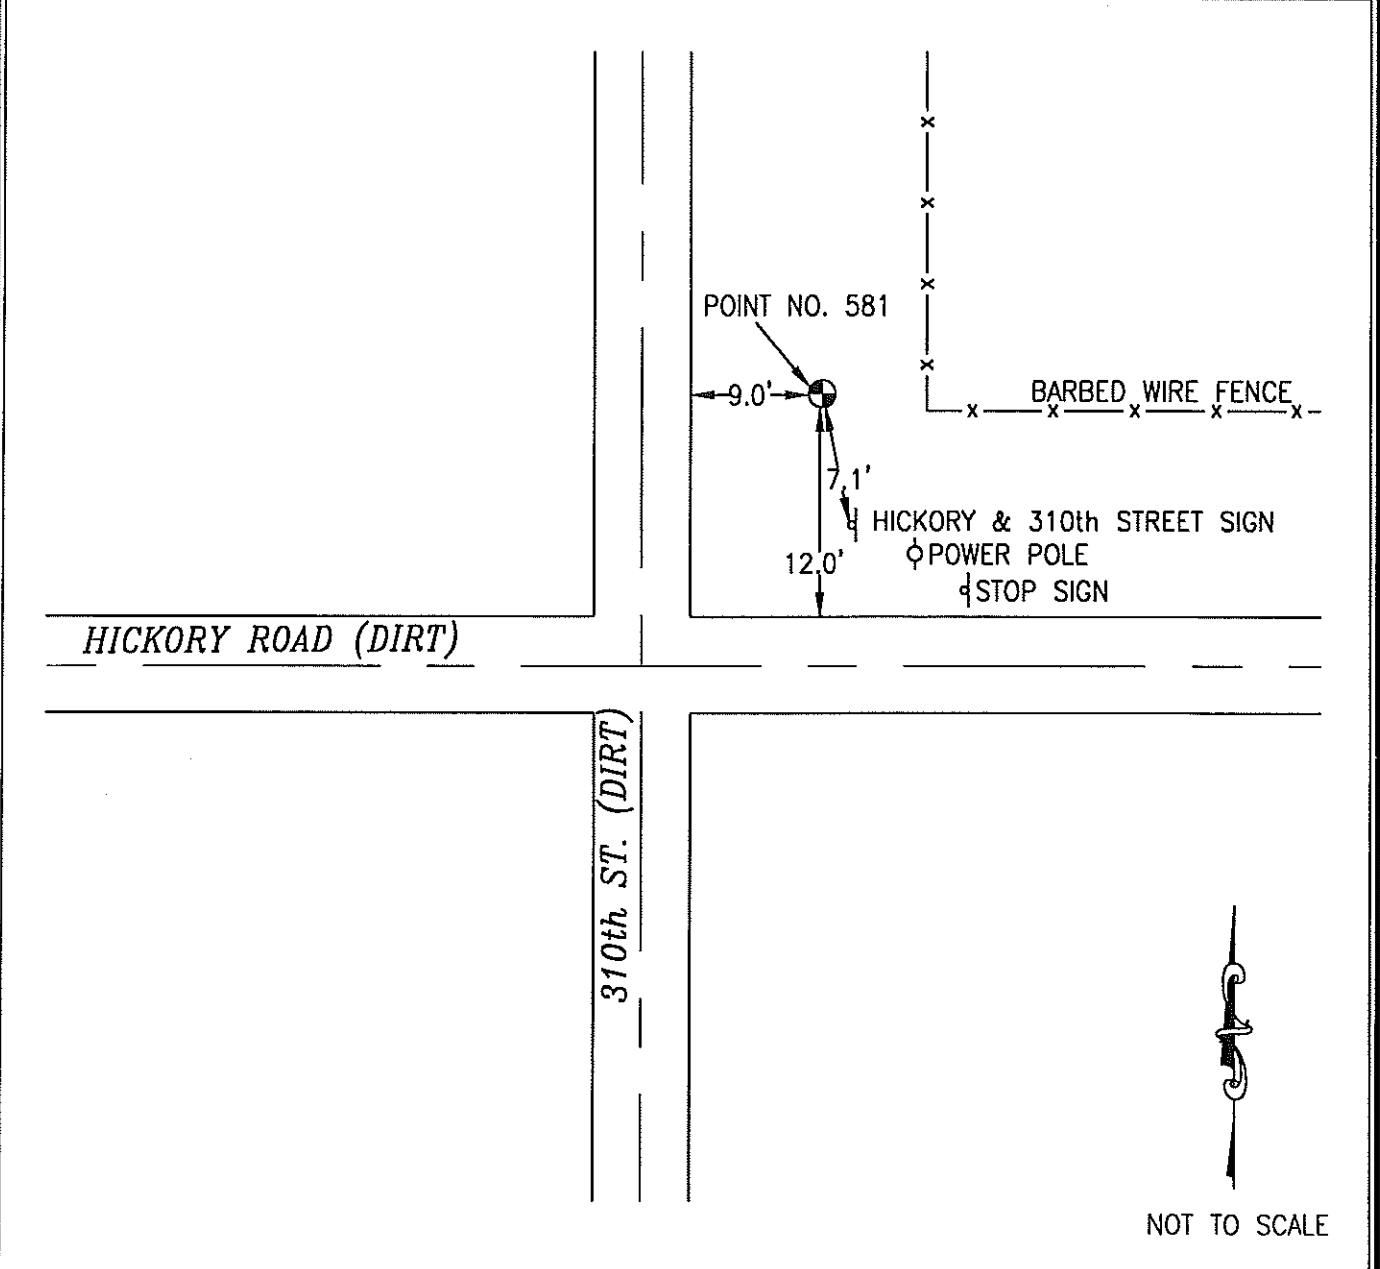 POINT NO. 581
BARBED WIRE FENCE
9.0'
7.1'
HICKORY & 310th STREET SIGN
12.0'
POWER POLE
STOP SIGN
HICKORY ROAD (DIRT)
310th ST. (DIRT)
NOT TO SCALE